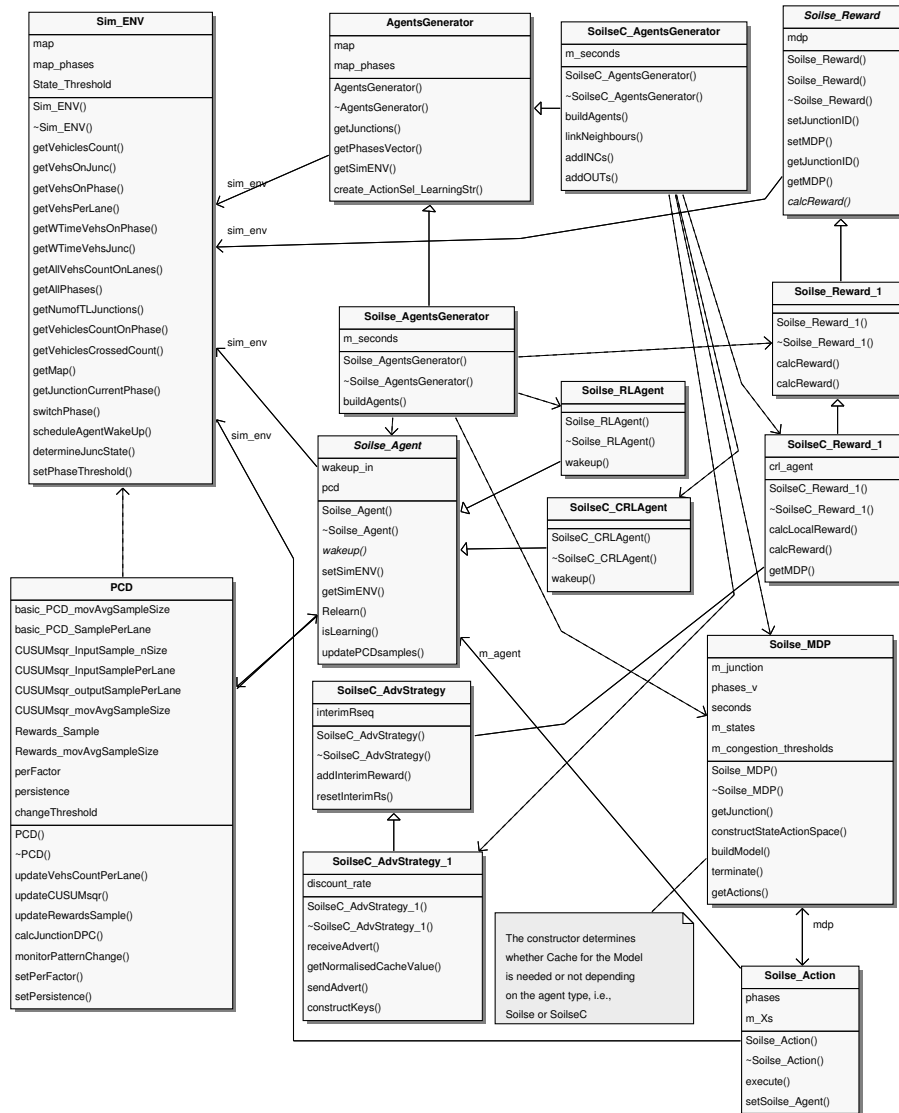 Sim_ENV
map
map_phases
State_Threshold
Sim_ENV()
~Sim_ENV()
getVehiclesCount()
getVehsOnJunc()
getVehsOnPhase()
getVehsPerLane()
getWTimeVehsOnPhase()
getWTimeVehsJunc()
getAllVehsCountOnLanes()
getAllPhases()
getNumofTLJunctions()
getVehiclesCountOnPhase()
getVehiclesCrossedCount()
getMap()
getJunctionCurrentPhase()
switchPhase()
scheduleAgentWakeUp()
determineJuncState()
setPhaseThreshold()
AgentsGenerator
map
map_phases
AgentsGenerator()
~AgentsGenerator()
getJunctions()
getPhasesVector()
getSimENV()
create_ActionSel_LearningStr()
SoilseC_AgentsGenerator
m_seconds
SoilseC_AgentsGenerator()
~SoilseC_AgentsGenerator()
buildAgents()
linkNeighbours()
addINCs()
addOUTs()
Soilse_Reward
mdp
Soilse_Reward()
Soilse_Reward()
~Soilse_Reward()
setJunctionID()
setMDP()
getJunctionID()
getMDP()
calcReward()
sim_env
sim_env
sim_env
sim_env
Soilse_AgentsGenerator
m_seconds
Soilse_AgentsGenerator()
~Soilse_AgentsGenerator()
buildAgents()
Soilse_Reward_1
Soilse_Reward_1()
~Soilse_Reward_1()
calcReward()
calcReward()
Soilse_RLAgent
Soilse_RLAgent()
~Soilse_RLAgent()
wakeup()
Soilse_Agent
wakeup_in
pcd
Soilse_Agent()
~Soilse_Agent()
wakeup()
setSimENV()
getSimENV()
Relearn()
isLearning()
updatePCDsamples()
SoilseC_CRLAgent
SoilseC_CRLAgent()
~SoilseC_CRLAgent()
wakeup()
SoilseC_Reward_1
crl_agent
SoilseC_Reward_1()
~SoilseC_Reward_1()
calcLocalReward()
calcReward()
getMDP()
PCD
basic_PCD_movAvgSampleSize
basic_PCD_SamplePerLane
CUSUMsqr_InputSample_nSize
CUSUMsqr_InputSamplePerLane
CUSUMsqr_outputSamplePerLane
CUSUMsqr_movAvgSampleSize
Rewards_Sample
Rewards_movAvgSampleSize
perFactor
persistence
changeThreshold
PCD()
~PCD()
updateVehsCountPerLane()
updateCUSUMsqr()
updateRewardsSample()
calcJunctionDPC()
monitorPatternChange()
setPerFactor()
setPersistence()
m_agent
SoilseC_AdvStrategy
interimRseq
SoilseC_AdvStrategy()
~SoilseC_AdvStrategy()
addInterimReward()
resetInterimRs()
Soilse_MDP
m_junction
phases_v
seconds
m_states
m_congestion_thresholds
Soilse_MDP()
~Soilse_MDP()
getJunction()
constructStateActionSpace()
buildModel()
terminate()
getActions()
SoilseC_AdvStrategy_1
discount_rate
SoilseC_AdvStrategy_1()
~SoilseC_AdvStrategy_1()
receiveAdvert()
getNormalisedCacheValue()
sendAdvert()
constructKeys()
The constructor determines
whether Cache for the Model
is needed or not depending
on the agent type, i.e.,
Soilse or SoilseC
mdp
Soilse_Action
phases
m_Xs
Soilse_Action()
~Soilse_Action()
execute()
setSoilse_Agent()